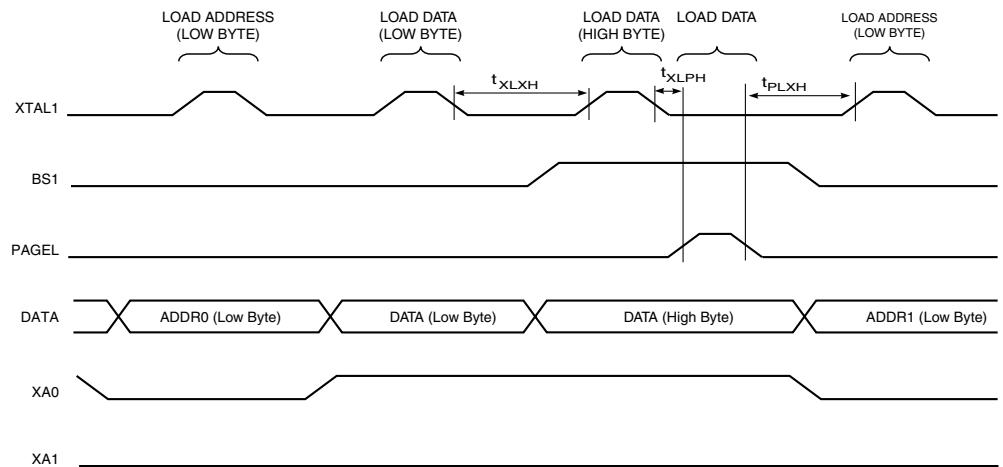 LOAD ADDRESS
(LOW BYTE)
LOAD DATA
(LOW BYTE)
LOAD DATA
(HIGH BYTE)
LOAD DATA
LOAD ADDRESS
(LOW BYTE)
tXLXH
tXLPH
tPLXH
XTAL1
BS1
PAGEL
DATA
ADDR0 (Low Byte)
DATA (Low Byte)
DATA (High Byte)
ADDR1 (Low Byte)
XA0
XA1